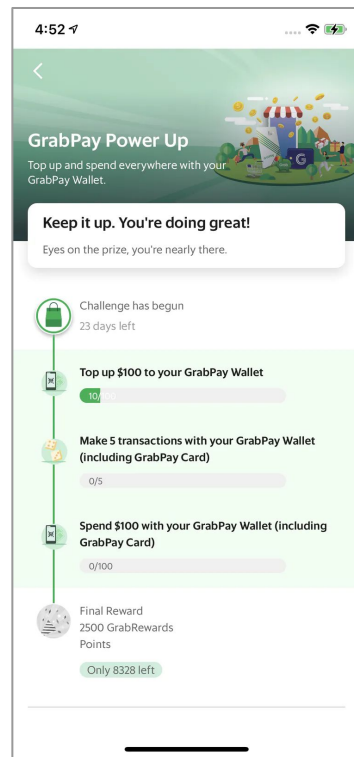 4:52
GrabPay Power Up
Top up and spend everywhere with your
GrabPay Wallet.
Keep it up. You're doing great!
Eyes on the prize, you're nearly there.
Challenge has begun
23 days left
Top up $100 to your GrabPay Wallet
10/100
Make 5 transactions with your GrabPay Wallet
(including GrabPay Card)
0/5
Spend $100 with your GrabPay Wallet (including
GrabPay Card)
0/100
Final Reward
2500 GrabRewards
Points
Only 8328 left